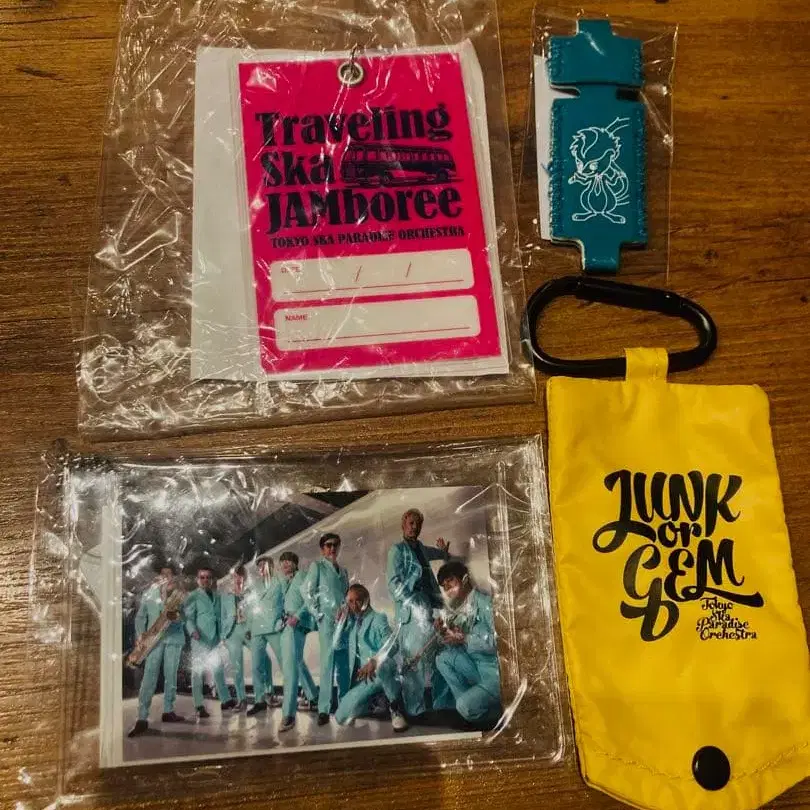 Traveling
Ska
JAMboree
TOKYO SKA PARADISE ORCHESTRA
DATE / /
NAME
JUNK
or
GEM
Tokyo
Ska
Paradise
Orchestra